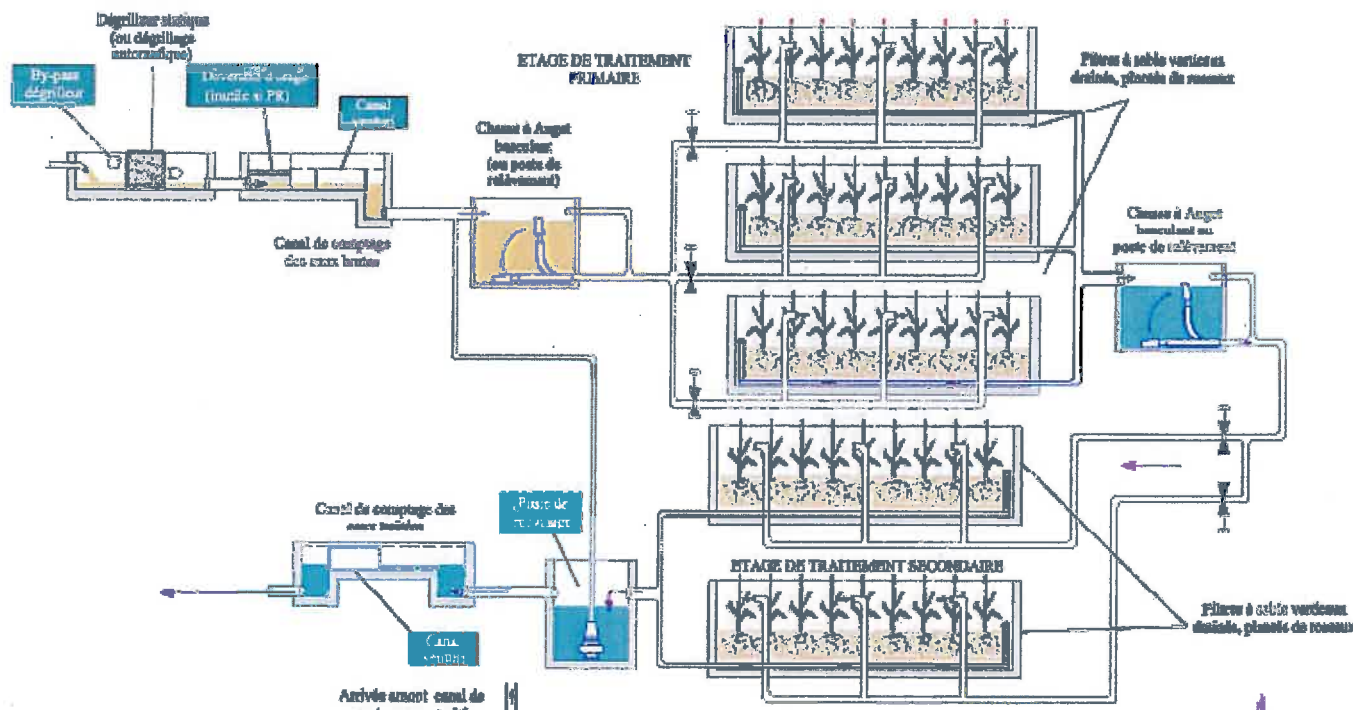 Dégrilleur statique
(ou dégrillage
automatique)
By-pass
dégrilleur
Déversoir d'orage
(inutile si PR)
Canal
venturi
ETAGE DE TRAITEMENT
PRIMAIRE
Filtres à sable verticaux
drainés, plantés de roseaux
Chasse à Auget
basculant
(ou poste de
relèvement)
Canal de comptage
des eaux brutes
Chasse à Auget
basculant ou
poste de relèvement
Canal de comptage des
eaux traitées
Poste de
ETAGE DE TRAITEMENT SECONDAIRE
Canal
venturi
Filtres à sable verticaux
drainés, plantés de roseaux
Arrivée amont canal de